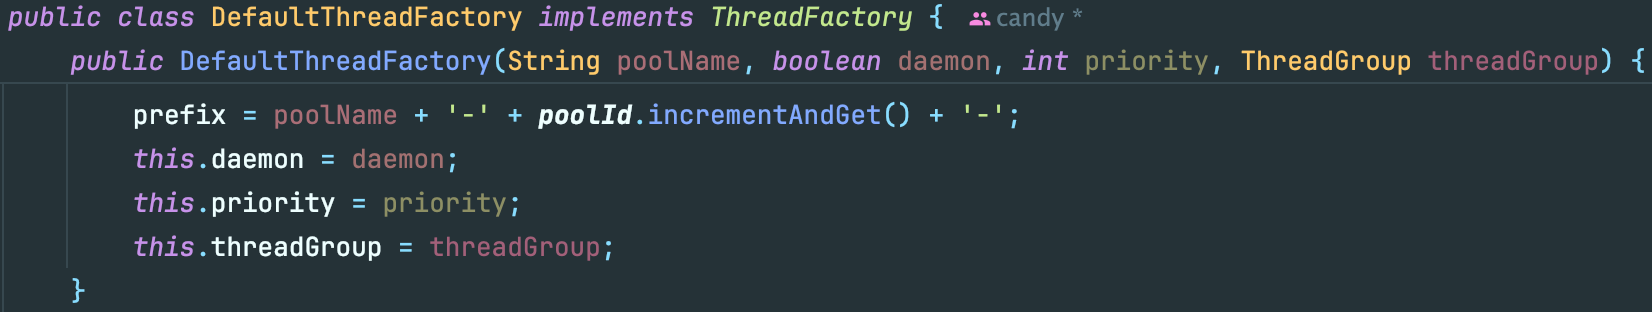 public class DefaultThreadFactory implements ThreadFactory { candy *
public DefaultThreadFactory(String poolName, boolean daemon, int priority, ThreadGroup threadGroup) {
prefix = poolName + '-' + poolId.incrementAndGet() + '-';
this.daemon = daemon;
this.priority = priority;
this.threadGroup = threadGroup;
}